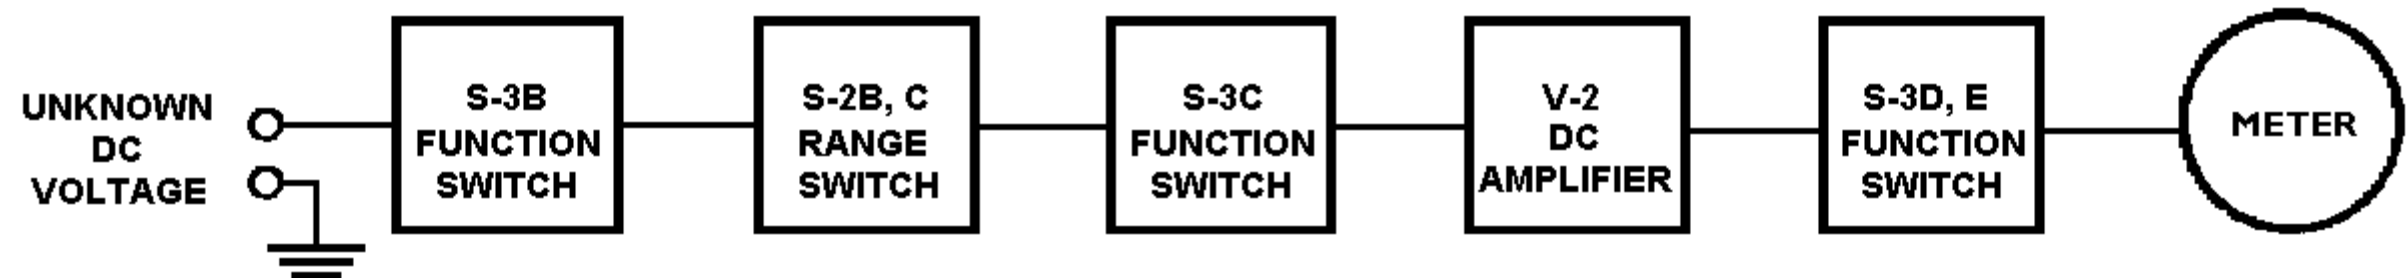 UNKNOWN
DC
VOLTAGE
S-3B
FUNCTION
SWITCH
S-2B, C
RANGE
SWITCH
S-3C
FUNCTION
SWITCH
V-2
DC
AMPLIFIER
S-3D, E
FUNCTION
SWITCH
METER